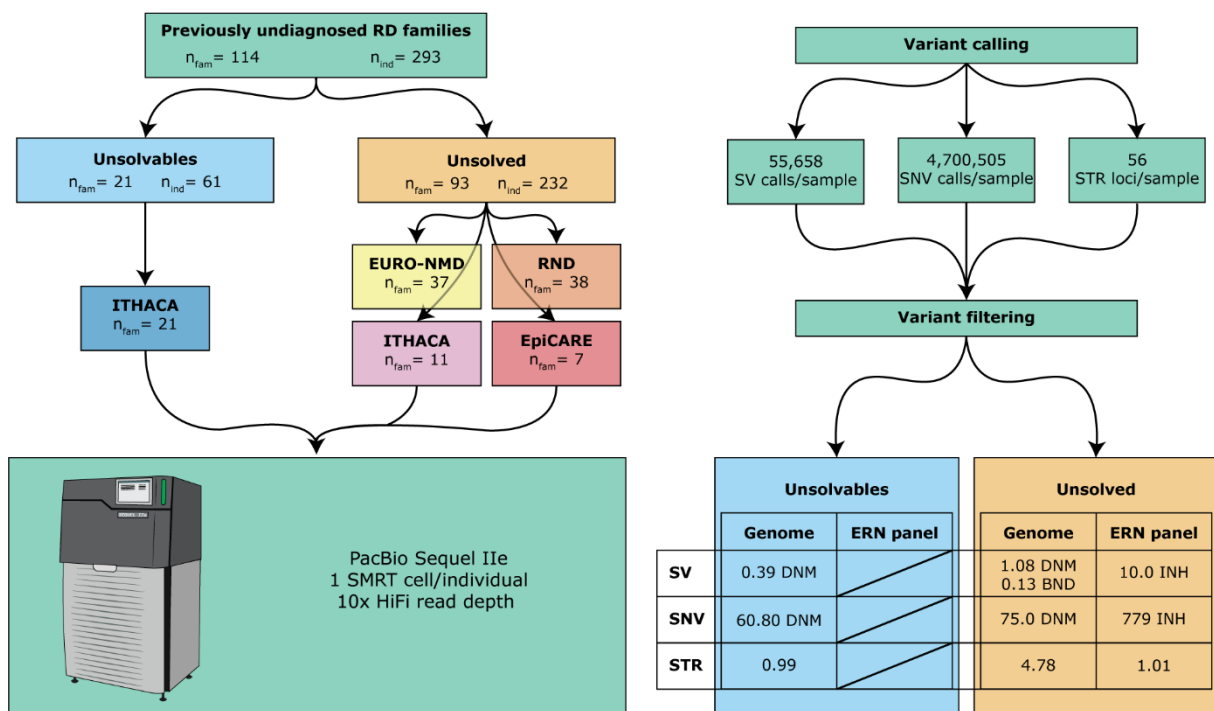 Previously undiagnosed RD families
nfam= 114 nind= 293
Unsolvables
nfam= 21 nind= 61
Unsolved
nfam= 93 nind= 232
EURO-NMD
nfam= 37
RND
nfam= 38
ITHACA
nfam= 21
ITHACA
nfam= 11
EpiCARE
nfam= 7
PacBio Sequel IIe
1 SMRT cell/individual
10x HiFi read depth
Variant calling
55,658
SV calls/sample
4,700,505
SNV calls/sample
56
STR loci/sample
Variant filtering
Unsolvables
Unsolved
Genome ERN panel Genome ERN panel
SV 0.39 DNM 1.08 DNM 10.0 INH
0.13 BND
SNV 60.80 DNM 75.0 DNM 779 INH
STR 0.99 4.78 1.01